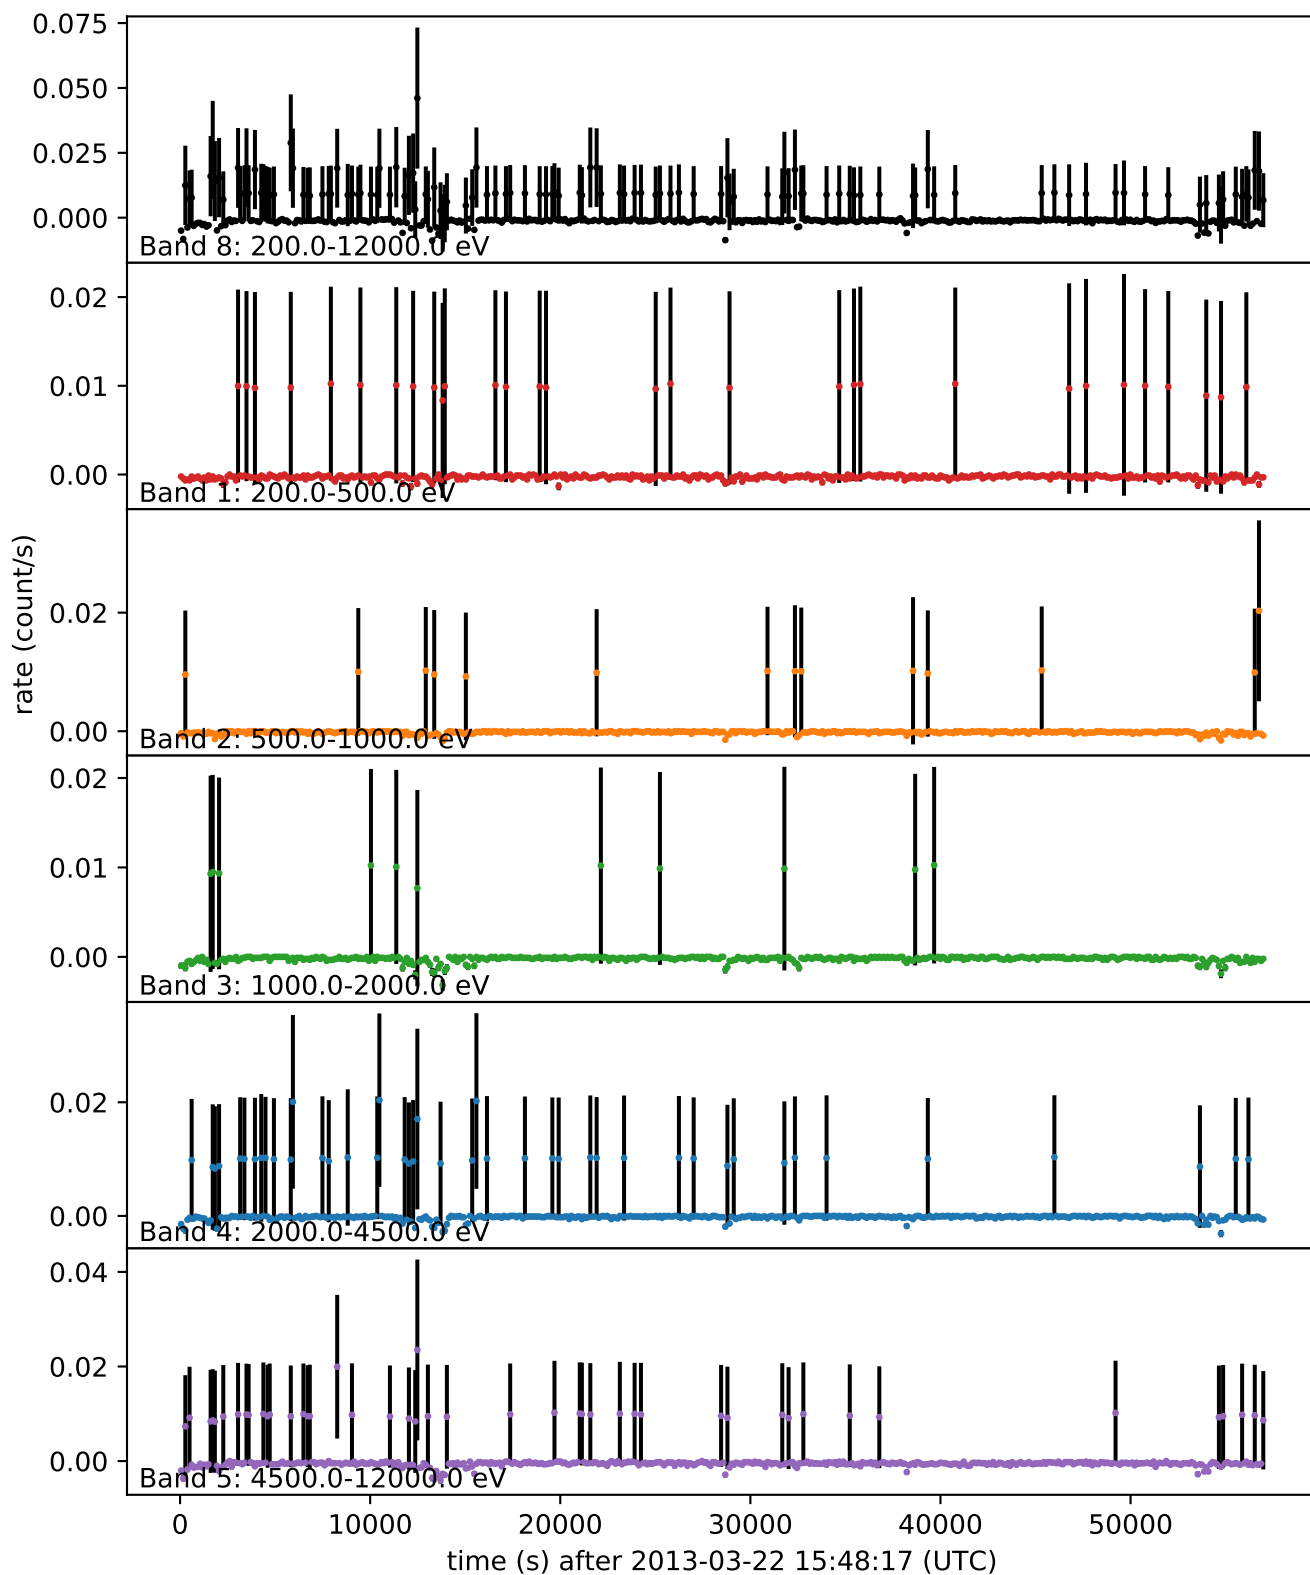 0.075
0.050
0.025
0.000
Band 8: 200.0-12000.0 eV
0.02
0.01
0.00
Band 1: 200.0-500.0 eV
rate (count/s)
0.02
0.00
Band 2: 500.0-1000.0 eV
0.02
0.01
0.00
Band 3: 1000.0-2000.0 eV
0.02
0.00
Band 4: 2000.0-4500.0 eV
0.04
0.02
0.00
Band 5: 4500.0-12000.0 eV
0 10000 20000 30000 40000 50000
time (s) after 2013-03-22 15:48:17 (UTC)